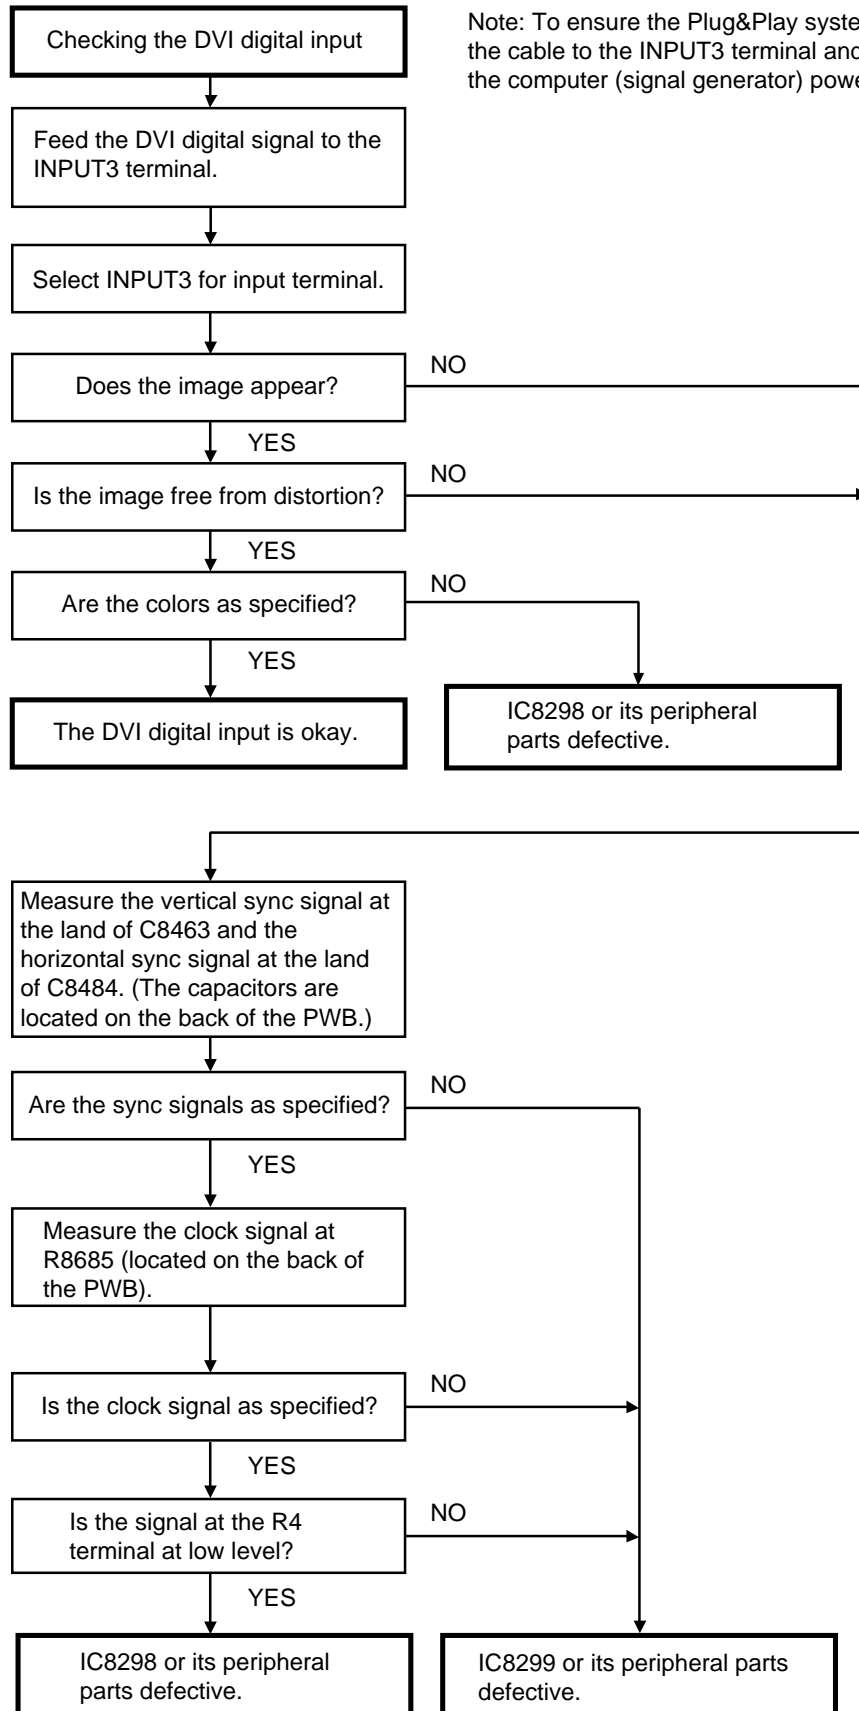 Checking the DVI digital input
Note: To ensure the Plug&Play
the cable to the INPUT3 terminal and
the computer (signal generator)
Feed the DVI digital signal to the
INPUT3 terminal.
Select INPUT3 for input terminal.
Does the image appear?
NO
YES
Is the image free from distortion?
NO
YES
Are the colors as specified?
NO
YES
The DVI digital input is okay.
IC8298 or its peripheral
parts defective.
Measure the vertical sync signal at
the land of C8463 and the
horizontal sync signal at the land
of C8484. (The capacitors are
located on the back of the PWB.)
Are the sync signals as specified?
NO
YES
Measure the clock signal at
R8685 (located on the back of
the PWB).
Is the clock signal as specified?
NO
YES
Is the signal at the R4
terminal at low level?
NO
YES
IC8298 or its peripheral
parts defective.
IC8299 or its peripheral parts
defective.